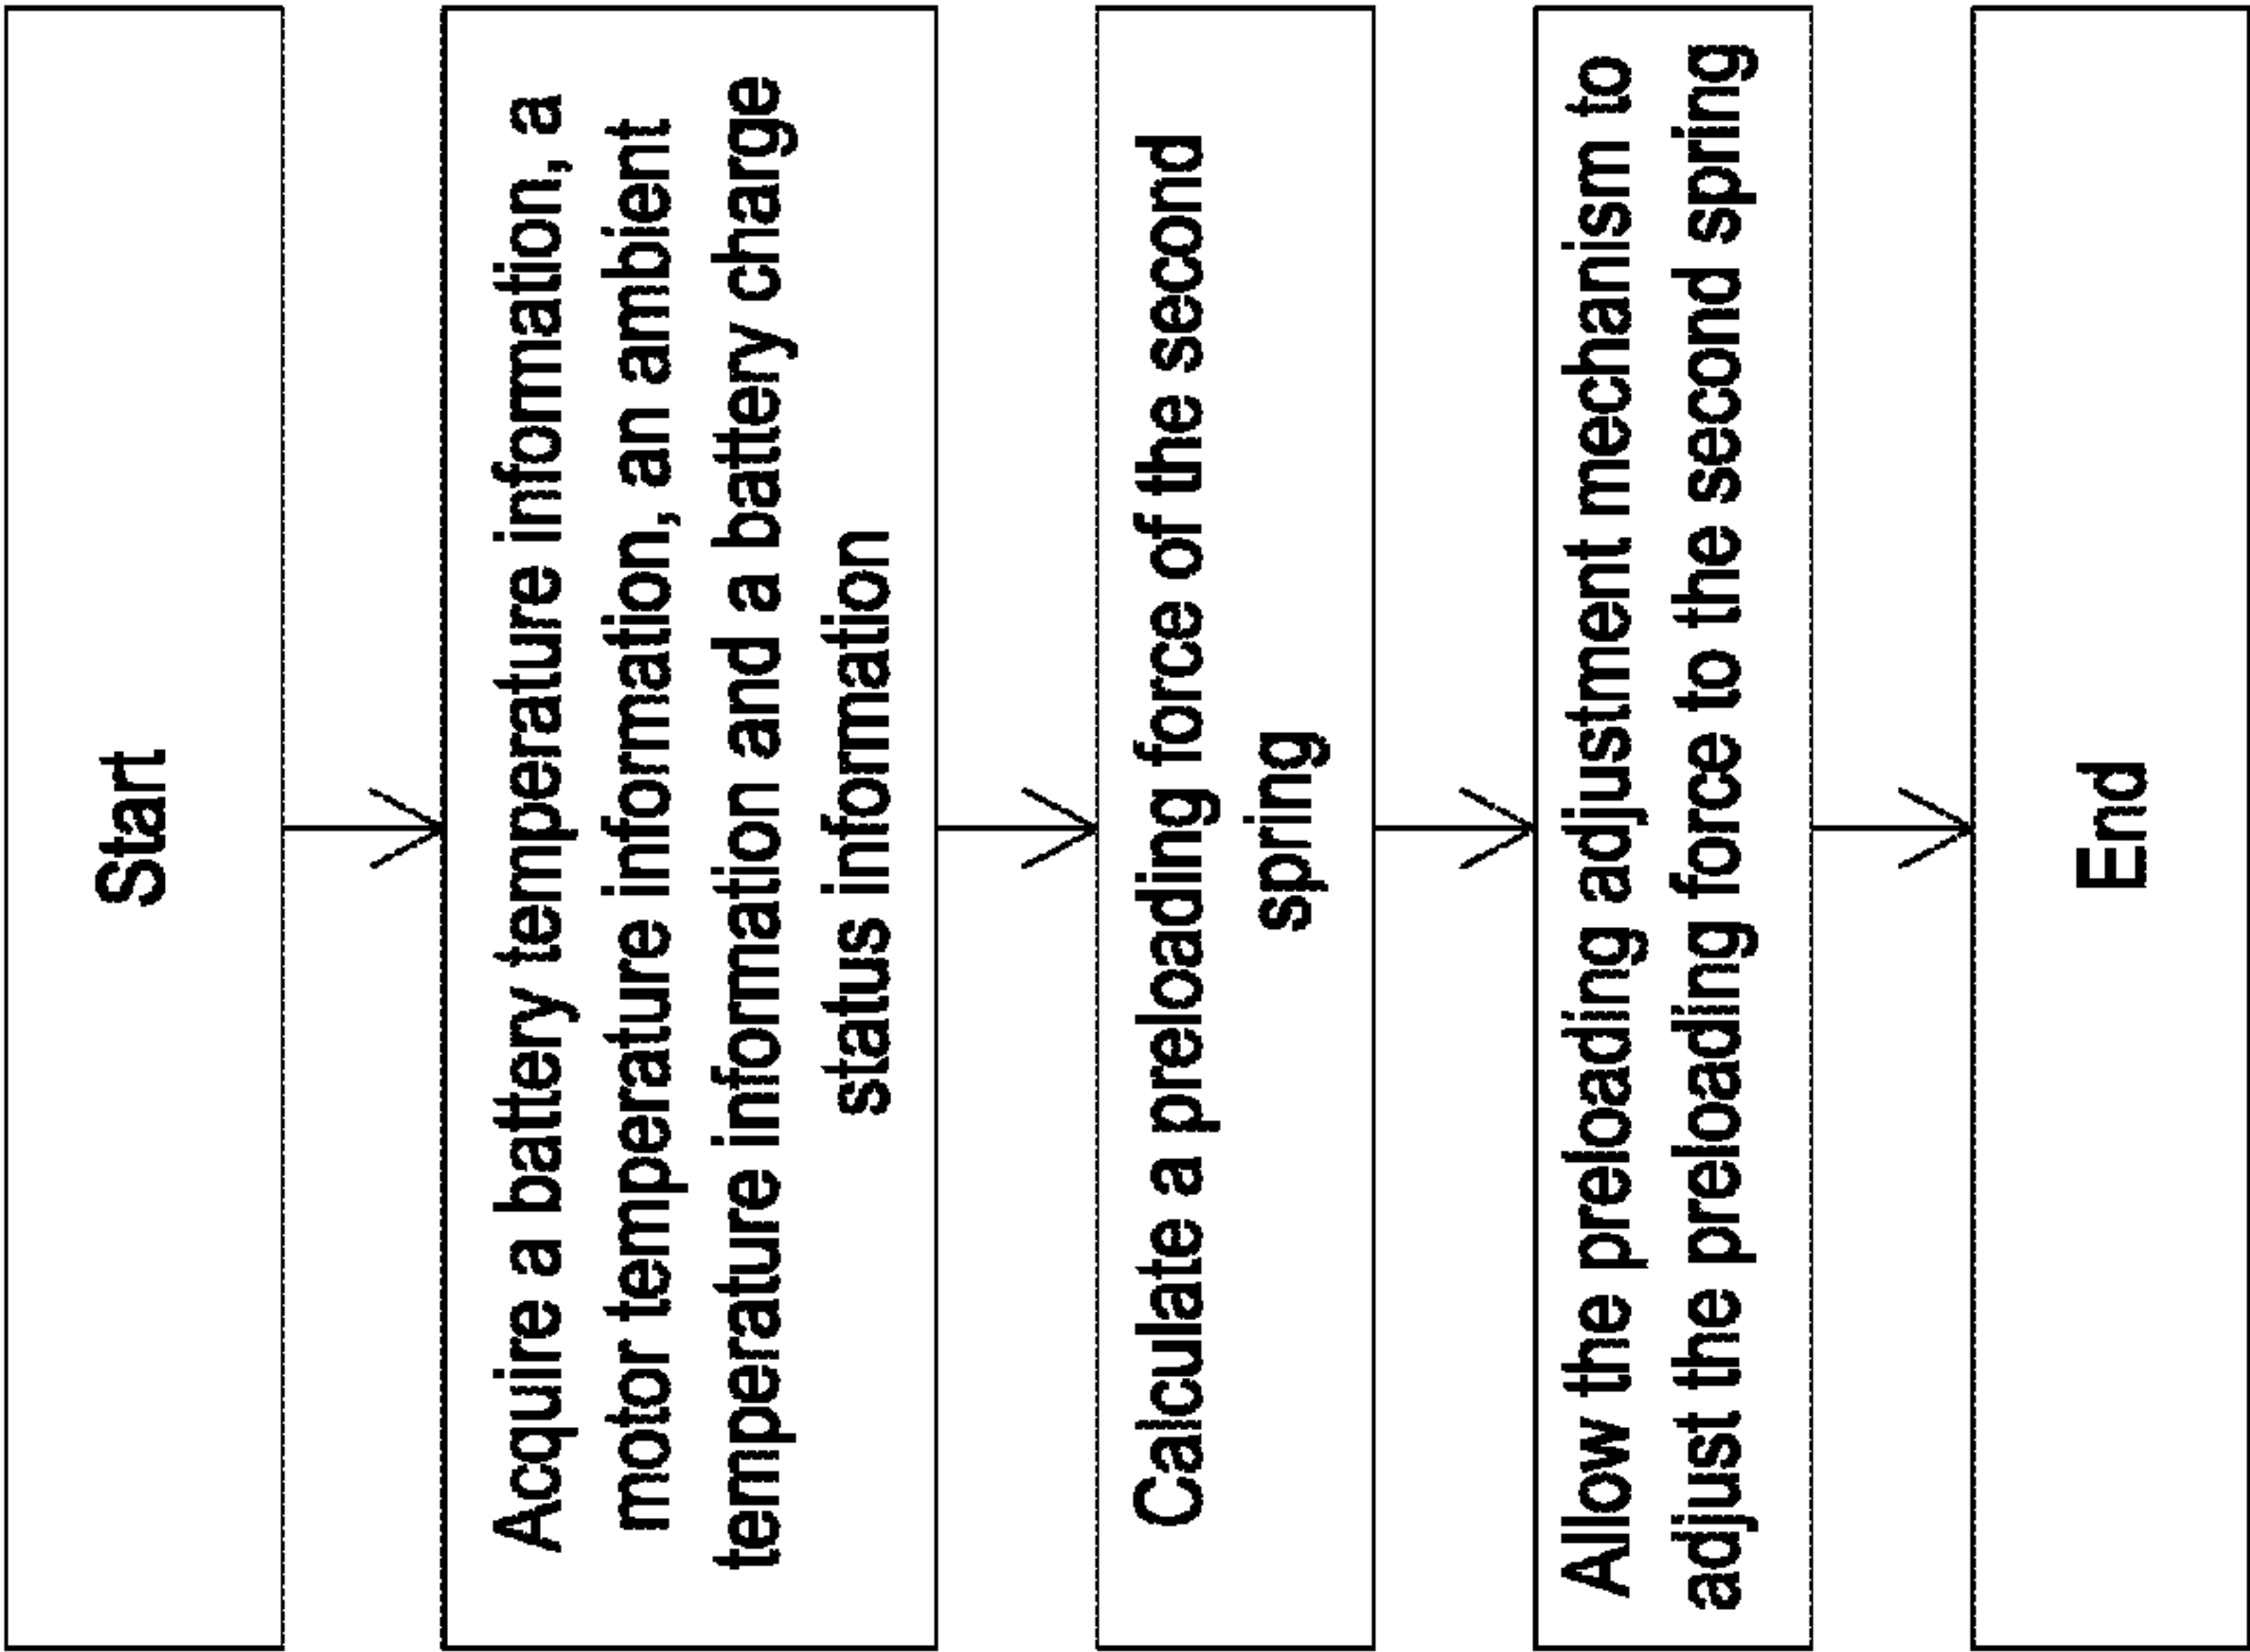 Start
Acquire a battery temperature information, a
motor temperature information, an ambient
temperature information and a battery charge
status information
Calculate a preloading force of the second
spring
Allow the preloading adjustment mechanism to
adjust the preloading force to the second spring
End